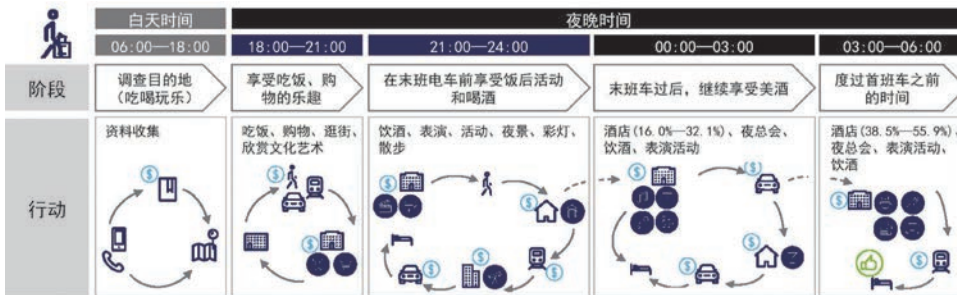 白天时间
夜晚时间
06:00—18:00
18:00—21:00
21:00—24:00
00:00—03:00
03:00—06:00
阶段
调查目的地
(吃喝玩乐)
享受吃饭、购
物的乐趣
在末班电车前享受饭后活动
和喝酒
末班车过后，继续享受美酒
度过首班车之前
的时间
行动
资料收集
吃饭、购物、逛街、
欣赏文化艺术
饮酒、表演、活动、夜景、彩灯、
散步
酒店(16.0%—32.1%)、夜总会、
饮酒、表演活动
酒店(38.5%—55.9%)、
夜总会、表演活动、
饮酒